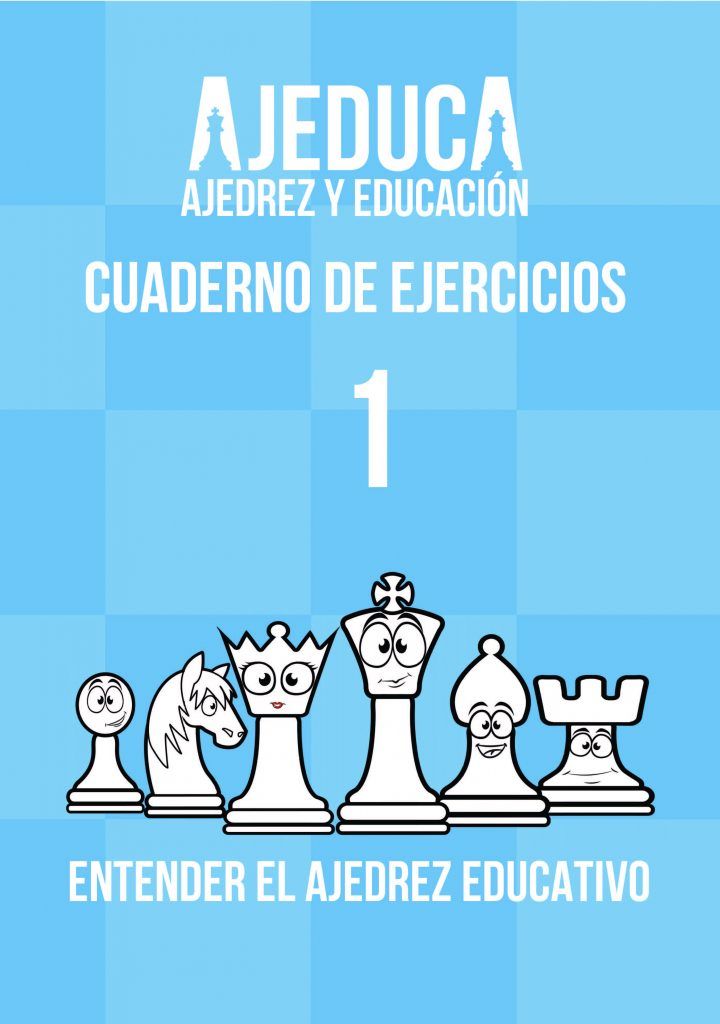 AJEDUCA
AJEDREZ Y EDUCACIÓN
CUADERNO DE EJERCICIOS
1
ENTENDER EL AJEDREZ EDUCATIVO